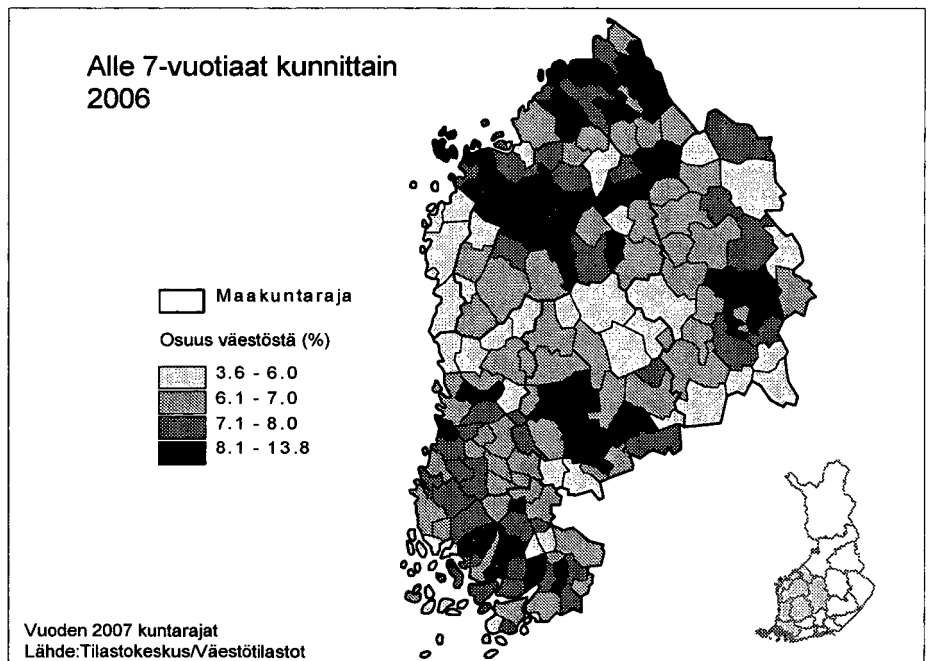 Alle 7-vuotiaat kunnittain
2006
Maakuntaraja
Osuus väestöstä (%)
3.6 - 6.0
6.1 - 7.0
7.1 - 8.0
8.1 - 13.8
Vuoden 2007 kuntarajat
Lähde:Tilastokeskus/Väestötilastot